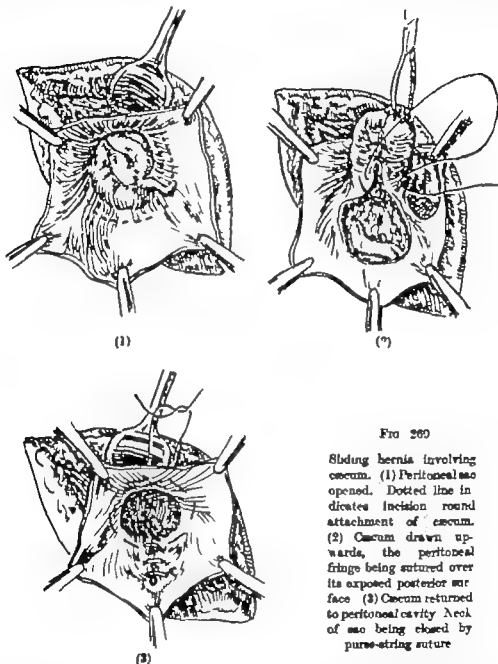 (1)
(2)
(3)
FIG 260
Sliding hernia involving
cæcum. (1) Peritoneal sac
opened. Dotted line in
dicates incision round
attachment of cæcum.
(2) Cæcum drawn up-
wards, the peritoneal
fringe being sutured over
its exposed posterior sur
face (3) Cæcum returned
to peritoneal cavity Neck
of sac being closed by
purse-string suture